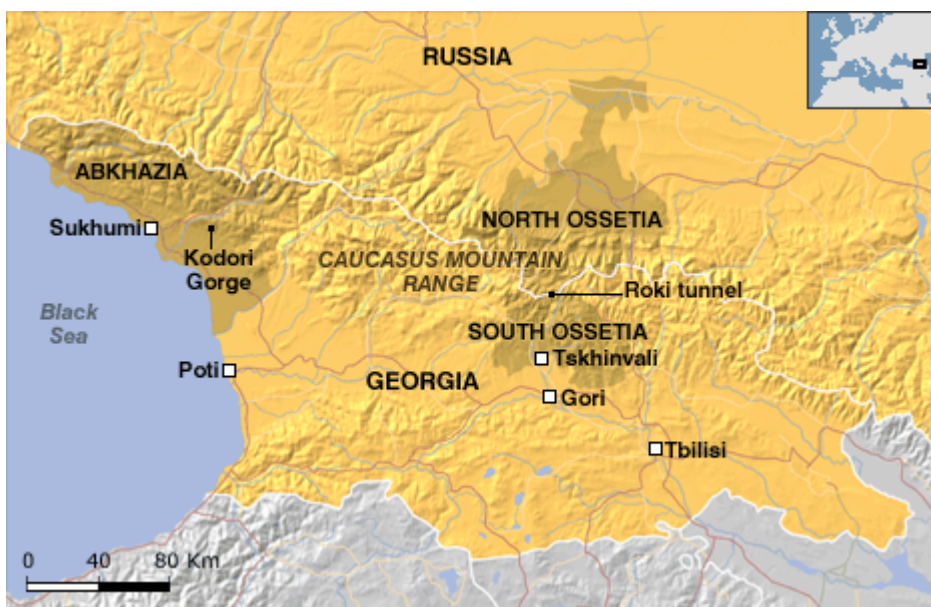 RUSSIA
ABKHAZIA
Sukhumi
Kodori
Gorge
NORTH OSSETIA
CAUCASUS MOUNTAIN
RANGE
Roki tunnel
Black
Sea
SOUTH OSSETIA
Tskhinvali
Poti
GEORGIA
Gori
Tbilisi
0 40 80 Km